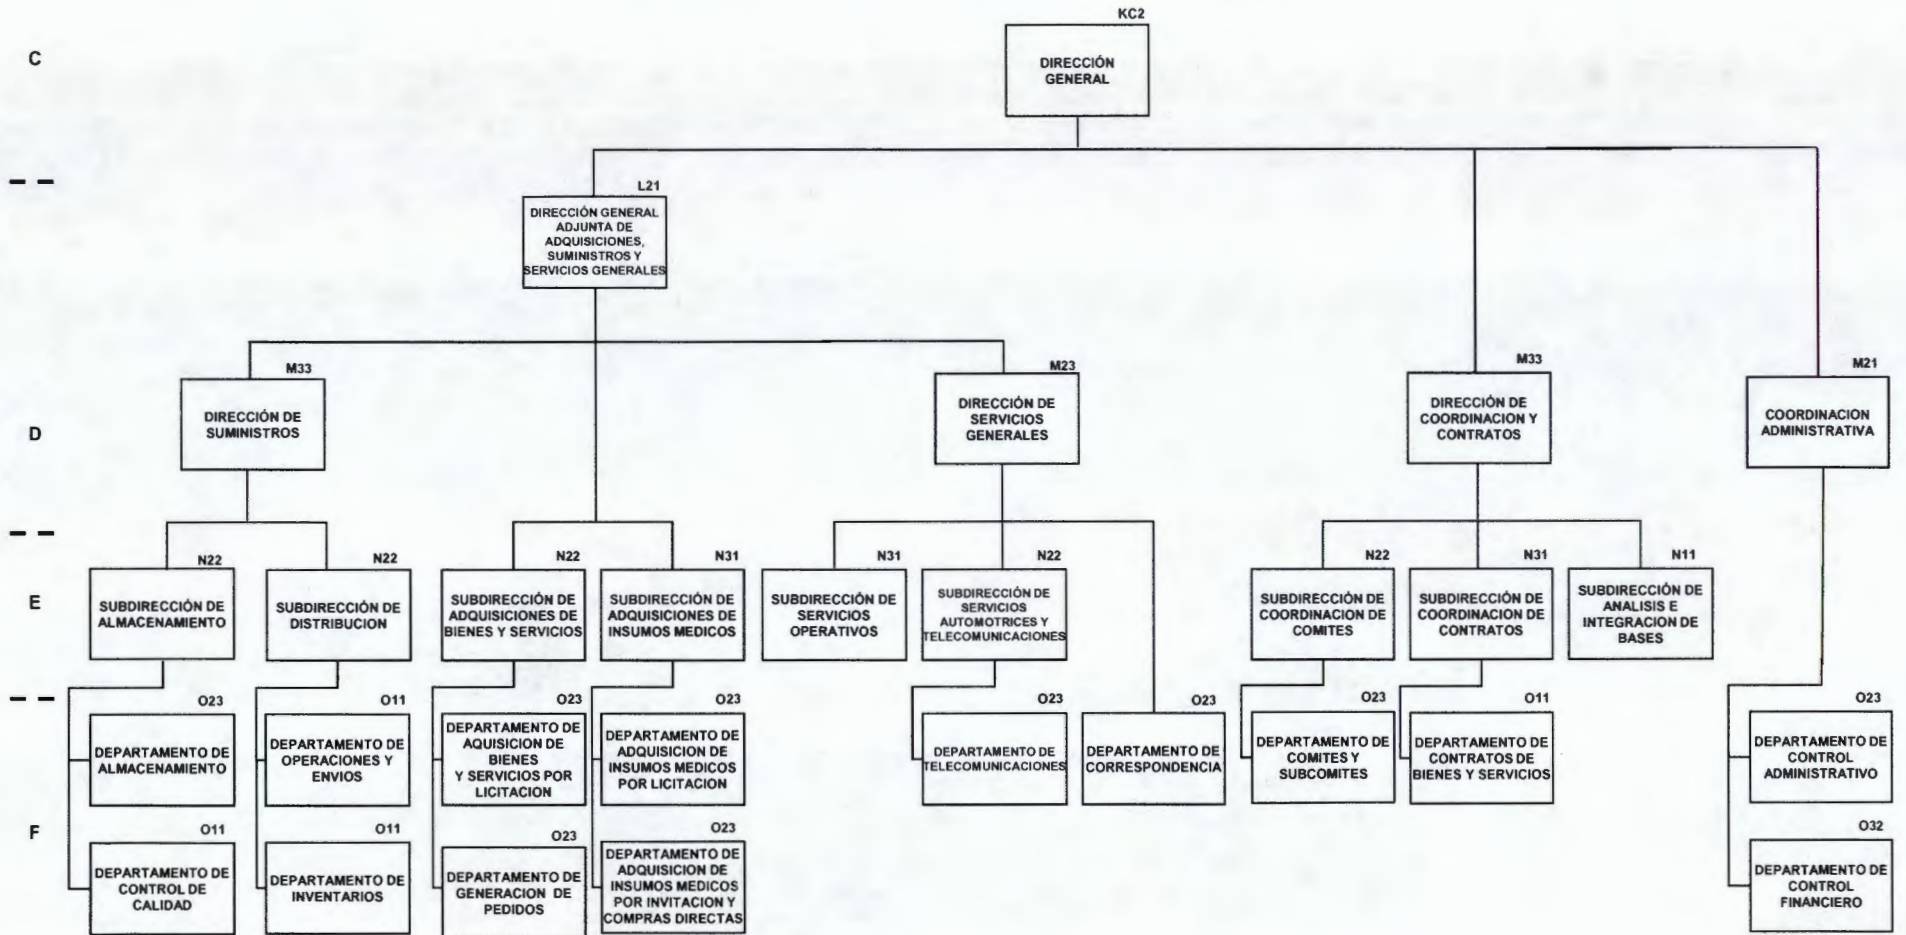 KC2
C
DIRECCIÓN
GENERAL
L21
DIRECCIÓN GENERAL
ADJUNTA DE
ADQUISICIONES,
SUMINISTROS Y
SERVICIOS GENERALES
D
M33
DIRECCIÓN DE
SUMINISTROS
M23
DIRECCIÓN DE
SERVICIOS
GENERALES
M33
DIRECCIÓN DE
COORDINACION Y
CONTRATOS
M21
COORDINACION
ADMINISTRATIVA
E
N22
SUBDIRECCIÓN DE
ALMACENAMIENTO
N22
SUBDIRECCIÓN DE
DISTRIBUCION
N22
SUBDIRECCIÓN DE
ADQUISICIONES DE
BIENES Y SERVICIOS
N31
SUBDIRECCIÓN DE
ADQUISICIONES DE
INSUMOS MEDICOS
N31
SUBDIRECCIÓN DE
SERVICIOS
OPERATIVOS
N22
SUBDIRECCIÓN DE
SERVICIOS
AUTOMOTRICES Y
TELECOMUNICACIONES
N22
SUBDIRECCIÓN DE
COORDINACION DE
COMITES
N31
SUBDIRECCIÓN DE
COORDINACION DE
CONTRATOS
N11
SUBDIRECCIÓN DE
ANALISIS E
INTEGRACION DE
BASES
F
O23
DEPARTAMENTO DE
ALMACENAMIENTO
O11
DEPARTAMENTO DE
OPERACIONES Y
ENVIOS
O23
DEPARTAMENTO DE
AQUISICION DE
BIENES
Y SERVICIOS POR
LICITACION
O23
DEPARTAMENTO DE
ADQUISICION DE
INSUMOS MEDICOS
POR LICITACION
O23
DEPARTAMENTO DE
TELECOMUNICACIONES
O23
DEPARTAMENTO DE
CORRESPONDENCIA
O23
DEPARTAMENTO DE
COMITES Y
SUBCOMITES
O11
DEPARTAMENTO DE
CONTRATOS DE
BIENES Y SERVICIOS
O23
DEPARTAMENTO DE
CONTROL
ADMINISTRATIVO
O11
DEPARTAMENTO DE
CONTROL DE
CALIDAD
O11
DEPARTAMENTO DE
INVENTARIOS
O23
DEPARTAMENTO DE
GENERACION DE
PEDIDOS
O23
DEPARTAMENTO DE
ADQUISICION DE
INSUMOS MEDICOS
POR INVITACION Y
COMPRAS DIRECTAS
O32
DEPARTAMENTO DE
CONTROL
FINANCIERO